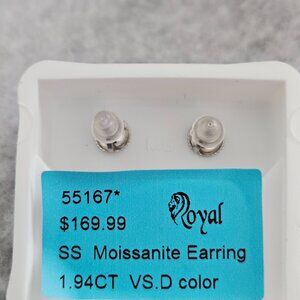 55167*
Royal
$169.99
SS Moissanite Earring
1.94CT VS.D color